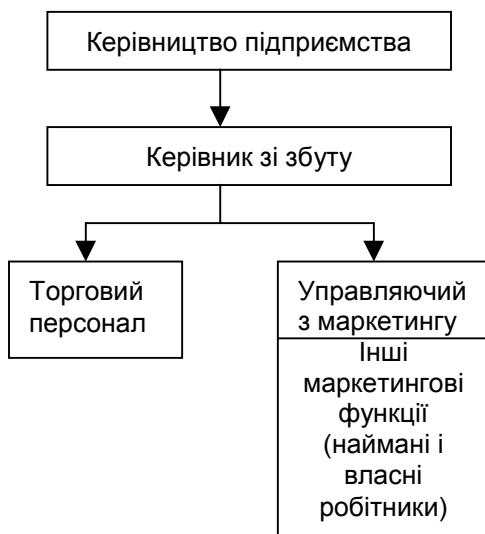 Керівництво підприємства
Керівник зі збуту
Торговий
персонал
Управляючий
з маркетингу
Інші
маркетингові
функції
(наймані і
власні
робітники)